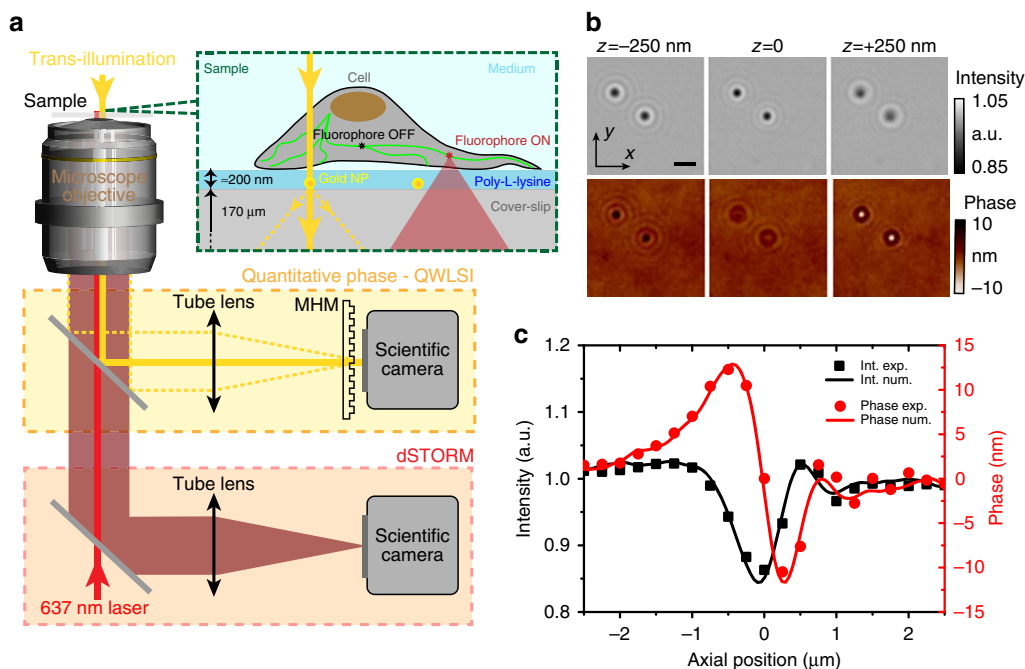 a
Trans-illumination
Sample
Microscope
objective
Sample
Medium
Cell
Fluorophore OFF
Fluorophore ON
≈200 nm
Gold NP
Poly-L-lysine
170 μm
Cover-slip
Quantitative phase - QWLSI
Tube lens
MHM
Scientific
camera
dSTORM
Tube lens
Scientific
camera
637 nm laser
b
z=–250 nm
z=0
z=+250 nm
y
x
Intensity
1.05
a.u.
0.85
Phase
10
nm
–10
c
1.2
1.1
1.0
0.9
0.8
Intensity (a.u.)
Int. exp.
Int. num.
Phase exp.
Phase num.
15
10
5
0
–5
–10
–15
Phase (nm)
–2
–1
0
1
2
Axial position (μm)